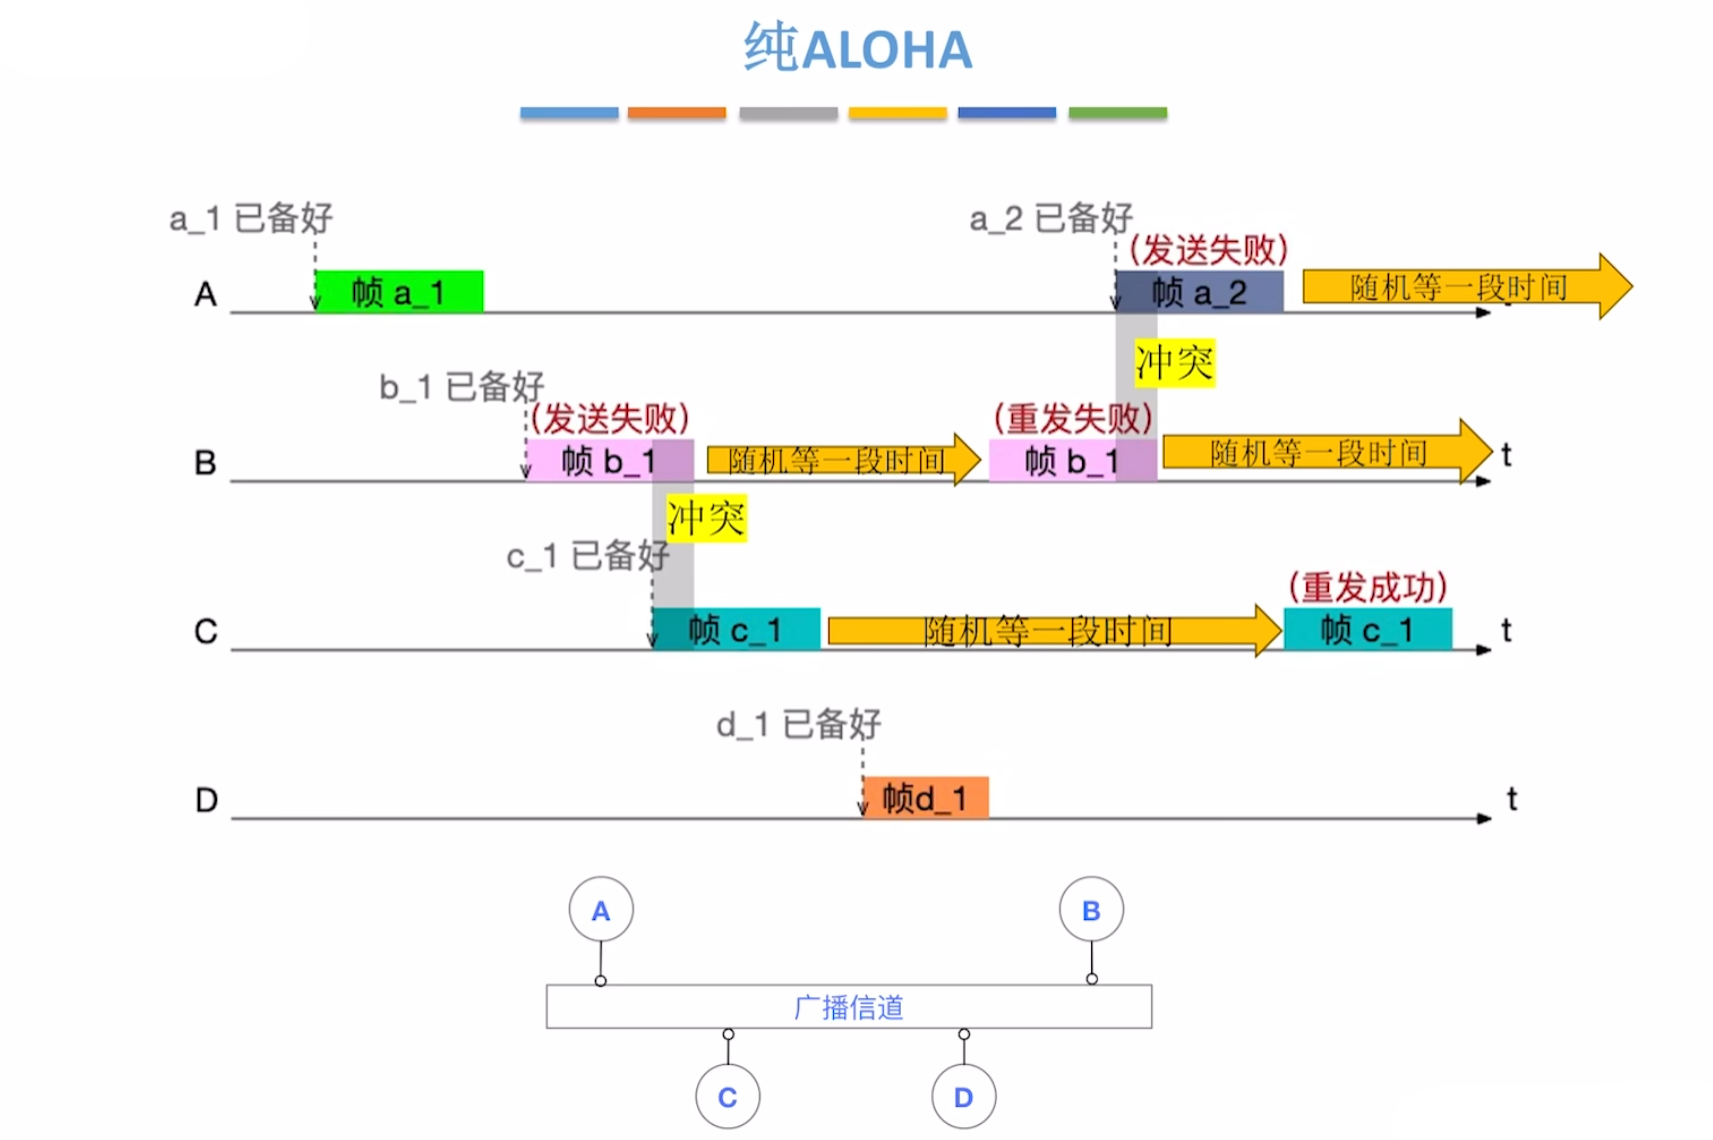 纯ALOHA
a_1 已备好
a_2 已备好
(发送失败)
A
帧 a_1
帧 a_2
随机等一段时间
冲突
b_1 已备好
(发送失败)
(重发失败)
B
帧 b_1
随机等一段时间
帧 b_1
随机等一段时间
t
冲突
c_1 已备好
(重发成功)
C
帧 c_1
随机等一段时间
帧 c_1
t
d_1 已备好
D
帧d_1
t
A
B
广播信道
C
D